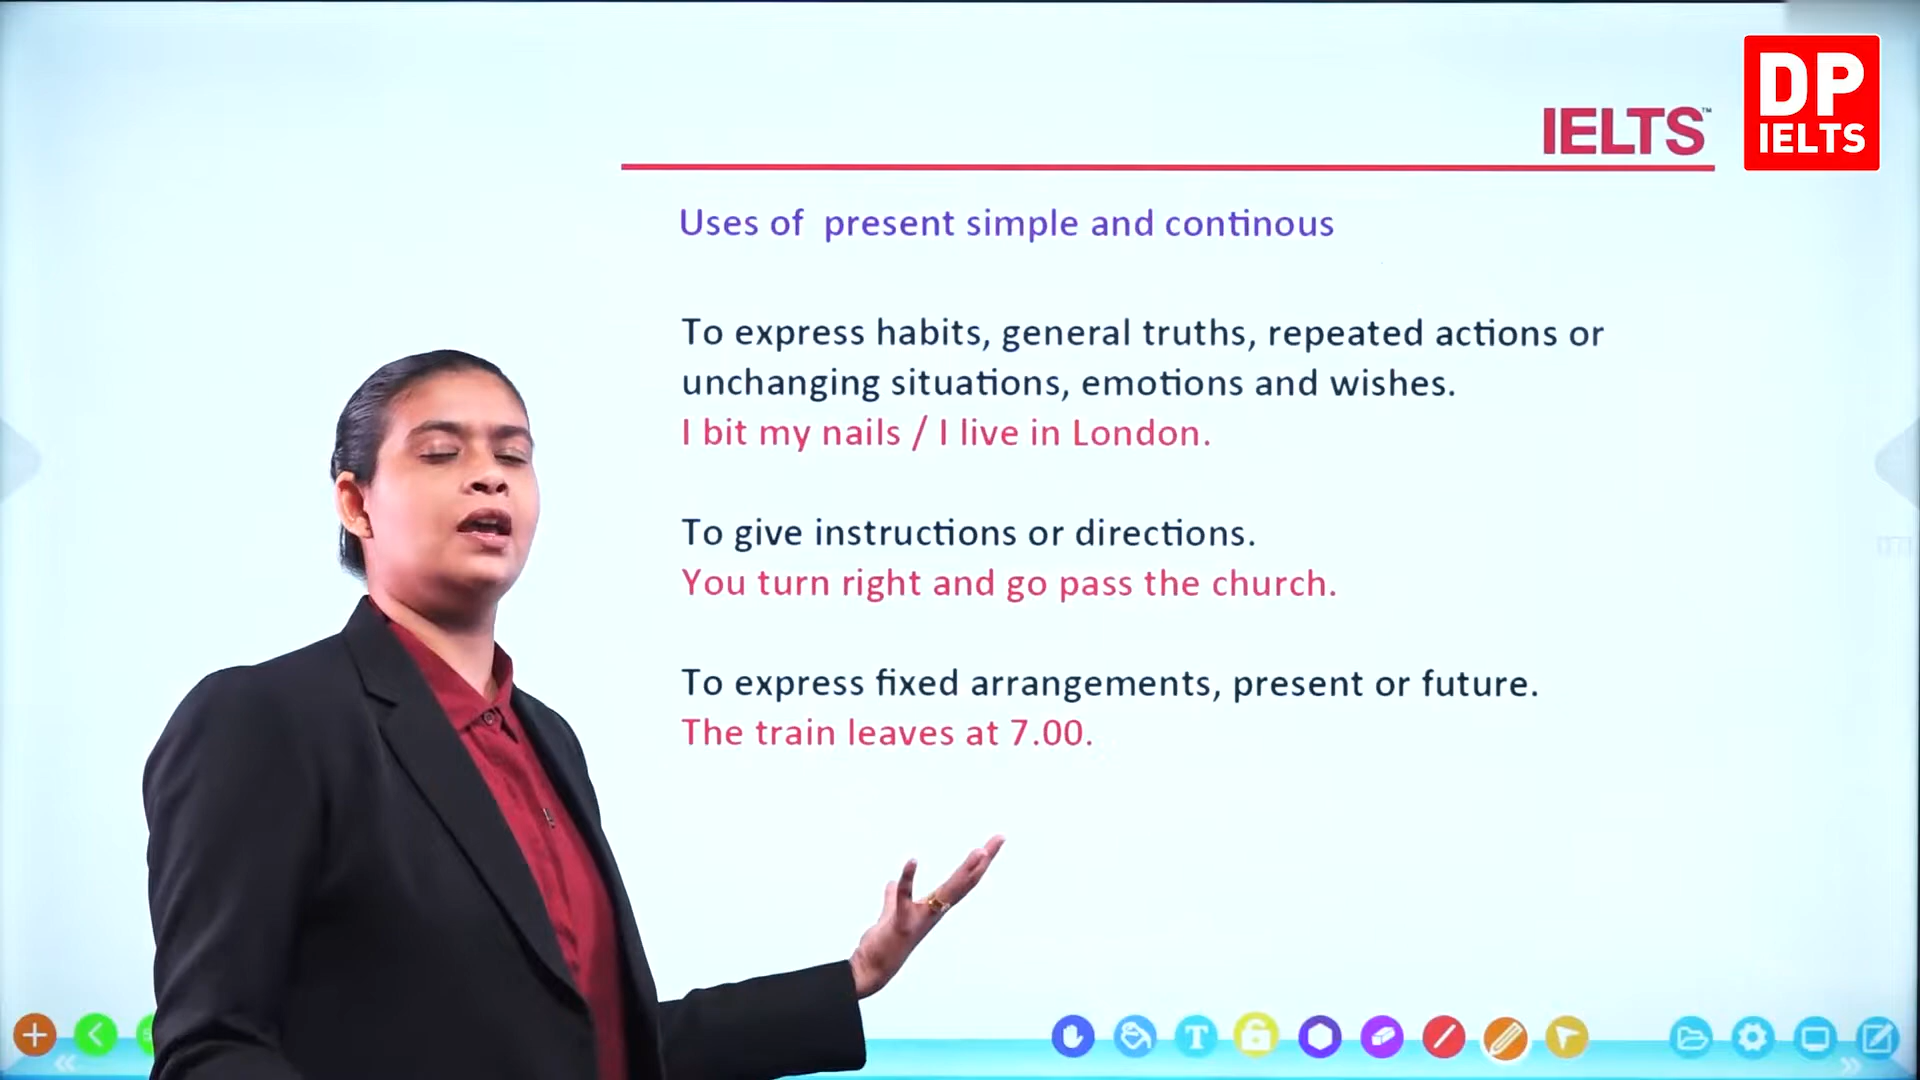 DP
IELTS
IELTS™
Uses of present simple and continous
To express habits, general truths, repeated actions or
unchanging situations, emotions and wishes.
I bit my nails / I live in London.
To give instructions or directions.
You turn right and go pass the church.
To express fixed arrangements, present or future.
The train leaves at 7.00.
T